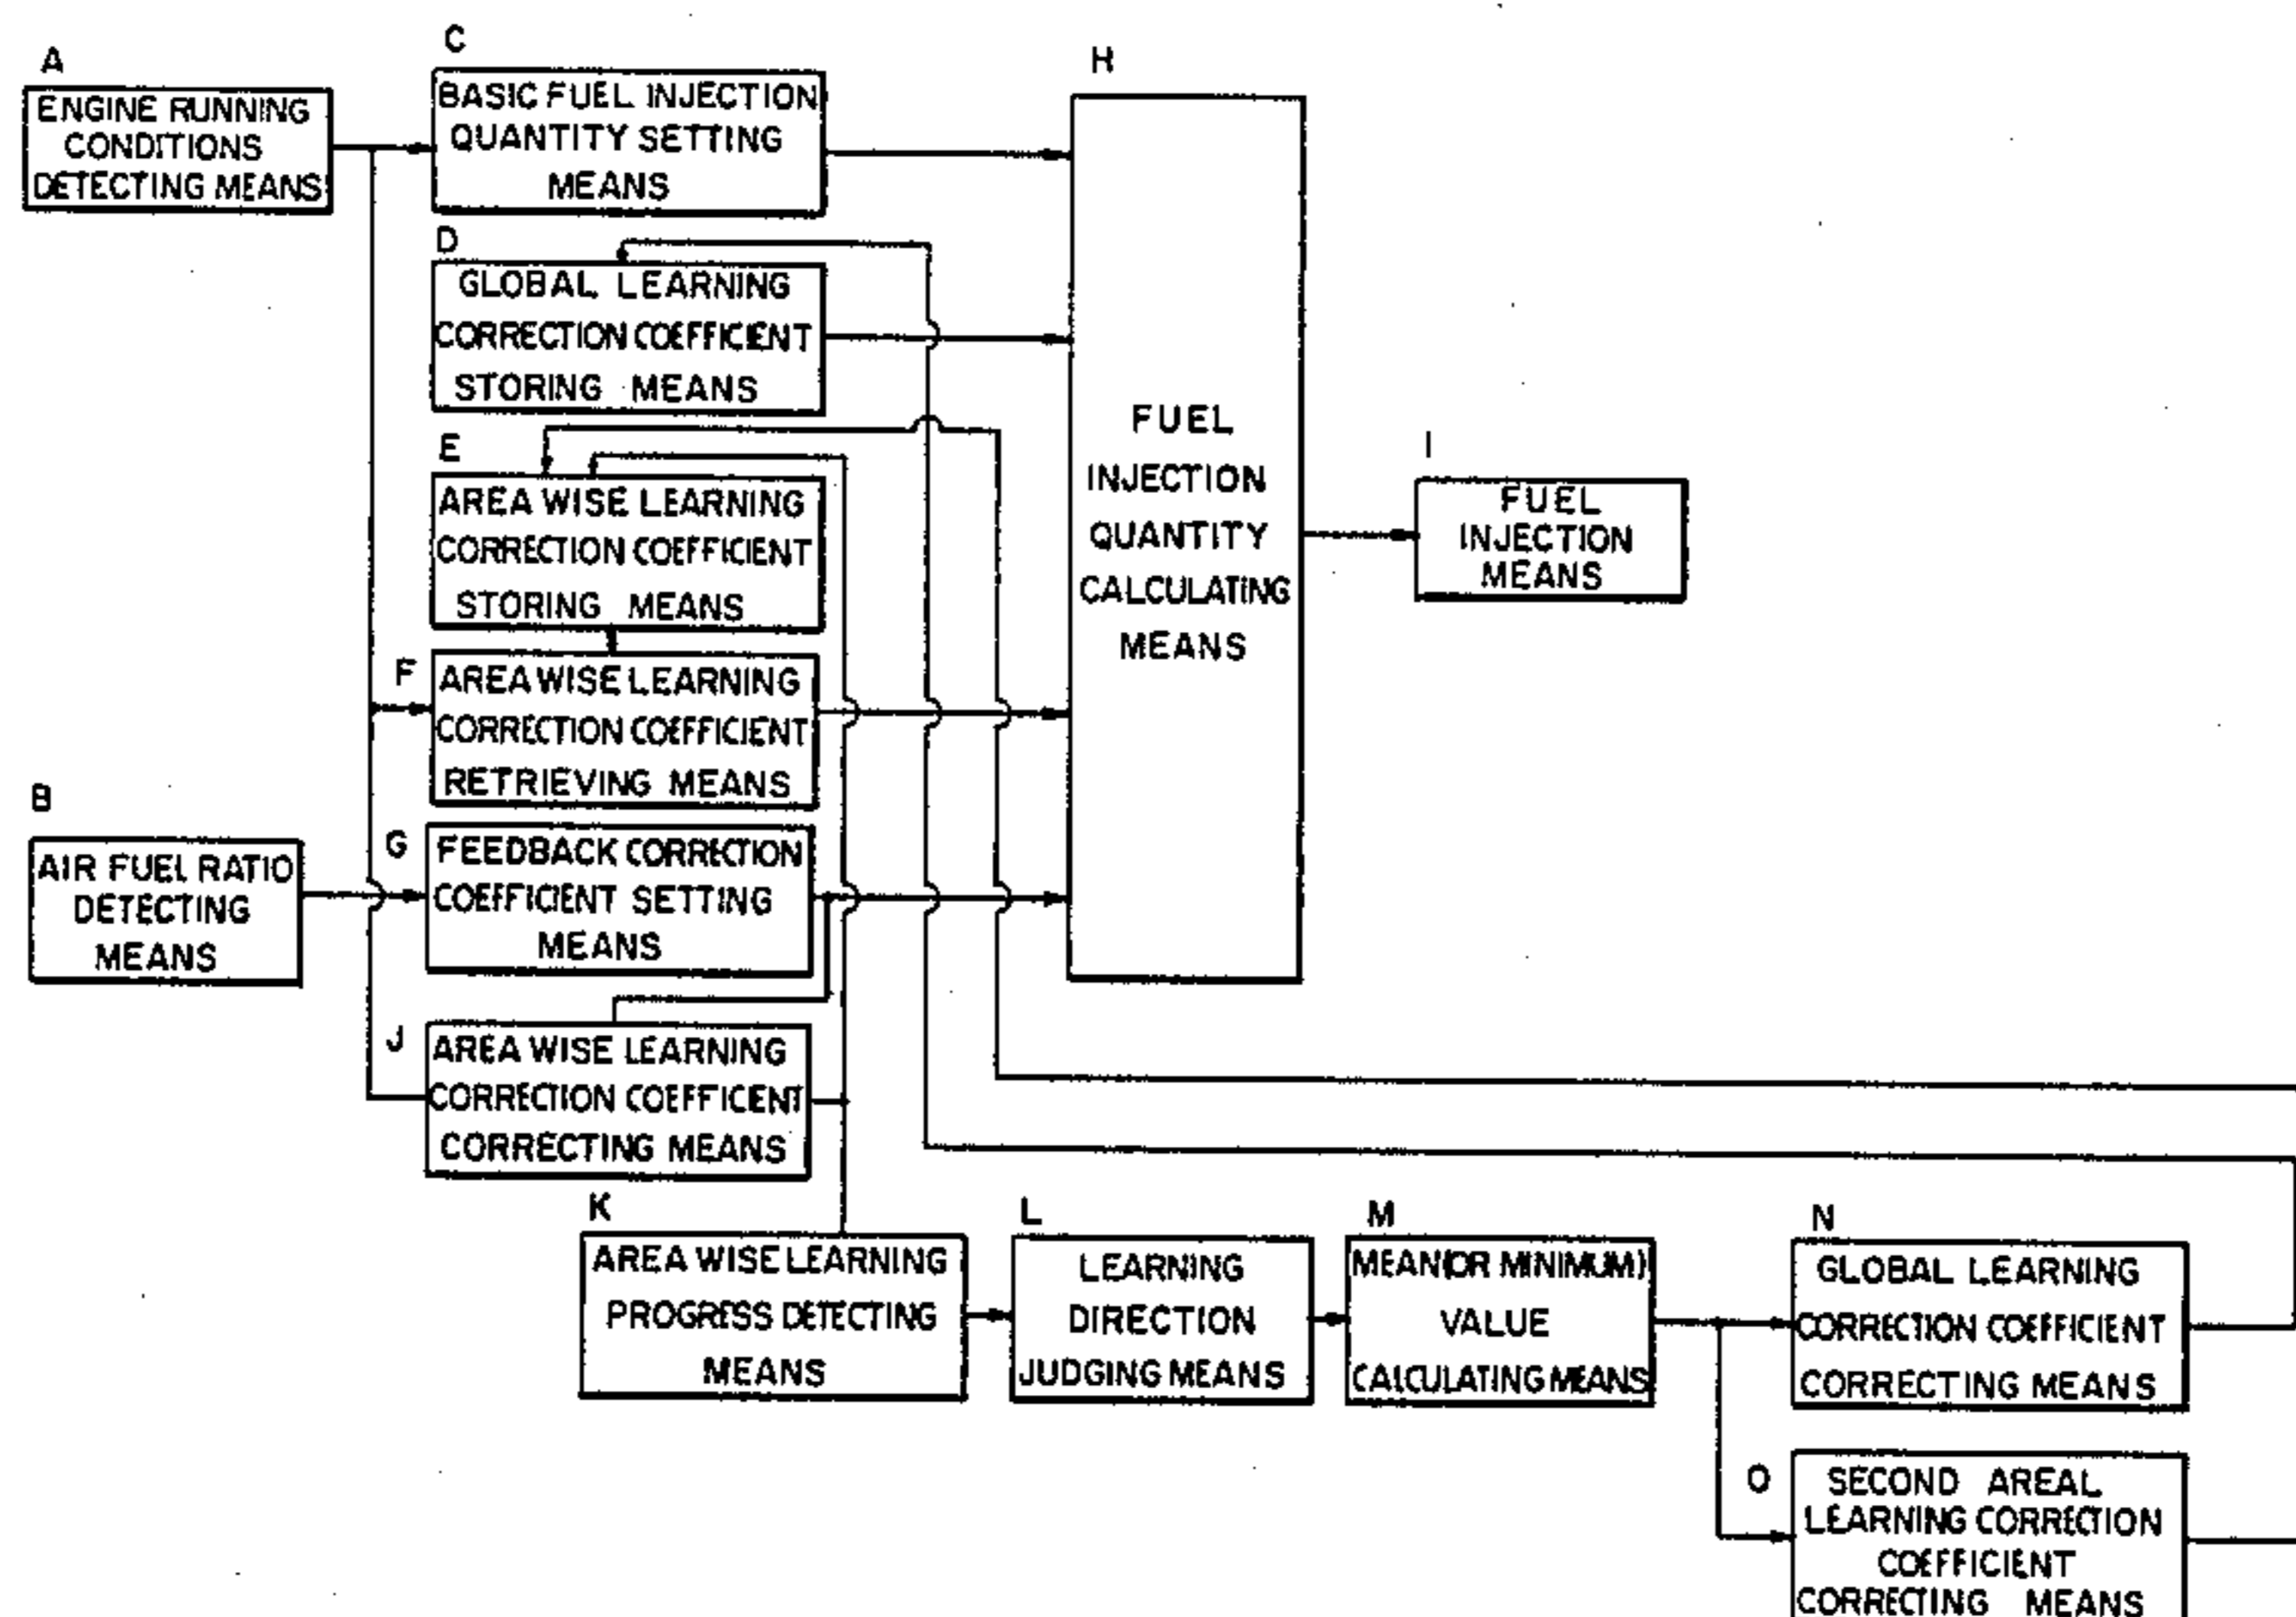 A
ENGINE RUNNING
CONDITIONS
DETECTING MEANS
B
AIR FUEL RATIO
DETECTING
MEANS
C
BASIC FUEL INJECTION
QUANTITY SETTING
MEANS
D
GLOBAL LEARNING
CORRECTION COEFFICIENT
STORING MEANS
E
AREA WISE LEARNING
CORRECTION COEFFICIENT
STORING MEANS
F
AREA WISE LEARNING
CORRECTION COEFFICIENT
RETRIEVING MEANS
G
FEEDBACK CORRECTION
COEFFICIENT SETTING
MEANS
J
AREA WISE LEARNING
CORRECTION COEFFICENT
CORRECTING MEANS
H
FUEL
INJECTION
QUANTITY
CALCULATING
MEANS
I
FUEL
INJECTION
MEANS
K
AREA WISE LEARNING
PROGRESS DETECTING
MEANS
L
LEARNING
DIRECTION
JUDGING MEANS
M
MEAN(OR MINIMUM)
VALUE
CALCULATING MEANS
N
GLOBAL LEARNING
CORRECTION COEFFICIENT
CORRECTING MEANS
O
SECOND AREAL
LEARNING CORRECTION
COEFFICIENT
CORRECTING MEANS